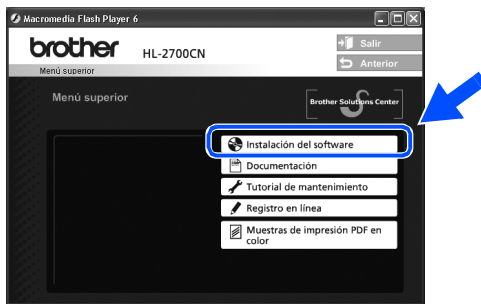 Macromedia Flash Player 6
brother
HL-2700CN
Salir
Anterior
Menú superior
Menú superior
Brother Solutions Center
Instalación del software
Documentación
Tutorial de mantenimiento
Registro en línea
Muestras de impresión PDF en
color